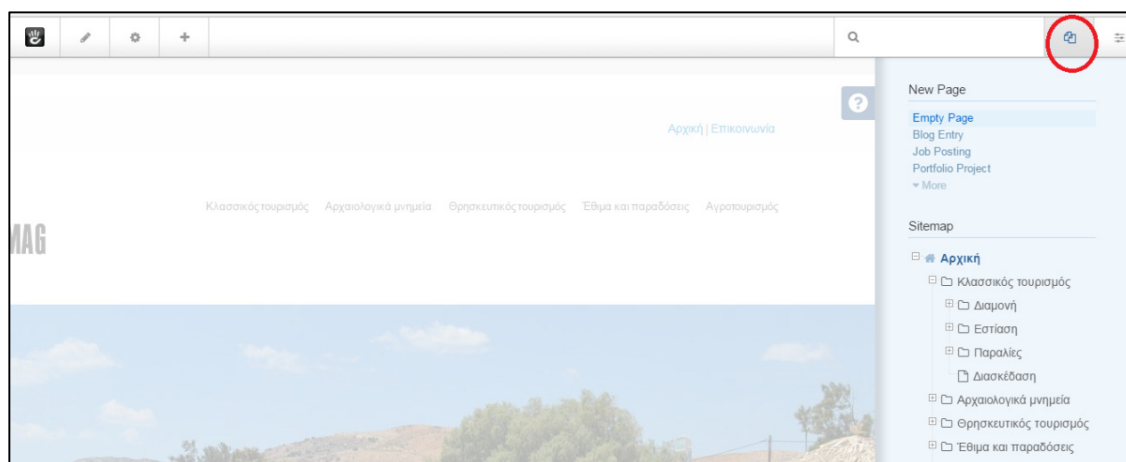 New Page
Empty Page
Blog Entry
Job Posting
Portfolio Project
More
Αρχική | Επικοινωνία
Κλασσικός τουρισμός Αρχαιολογικά μνημεία Θρησκευτικός τουρισμός Έθιμα και παραδόσεις Αγροτουρισμός
MAG
Sitemap
Αρχική
Κλασσικός τουρισμός
Διαμονή
Εστίαση
Παραλίες
Διασκέδαση
Αρχαιολογικά μνημεία
Θρησκευτικός τουρισμός
Έθιμα και παραδόσεις